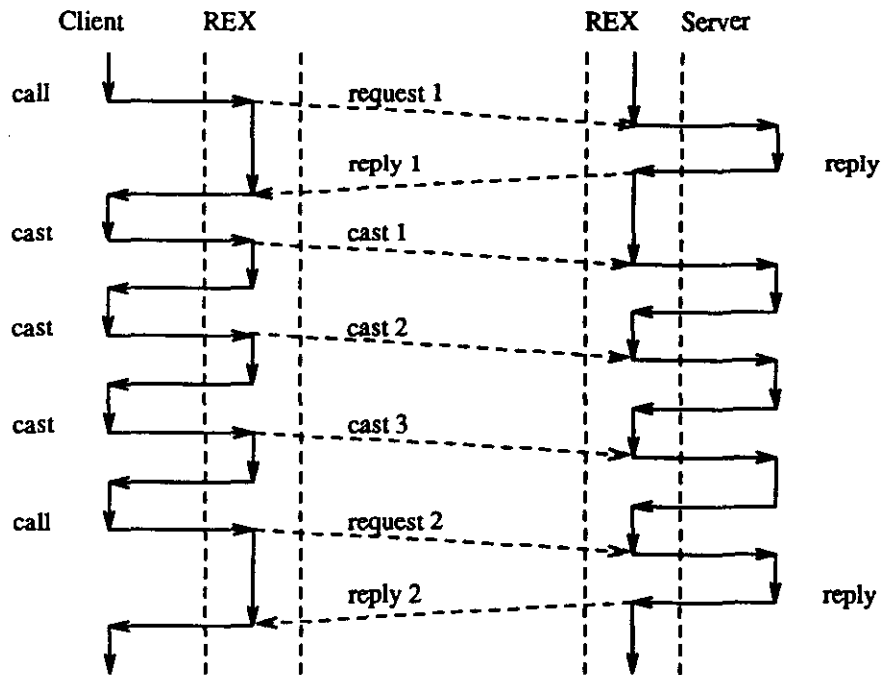 Client REX REX Server
call request 1
reply 1 reply
cast cast 1
cast cast 2
cast cast 3
call request 2
reply 2 reply